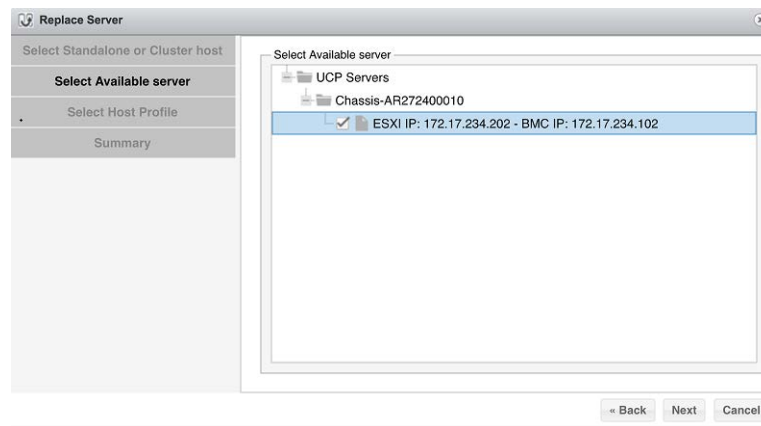 Replace Server
Select Standalone or Cluster host
Select Available server
Select Host Profile
Summary
Select Available server
UCP Servers
Chassis-AR272400010
ESXI IP: 172.17.234.202 - BMC IP: 172.17.234.102
« Back Next Cancel